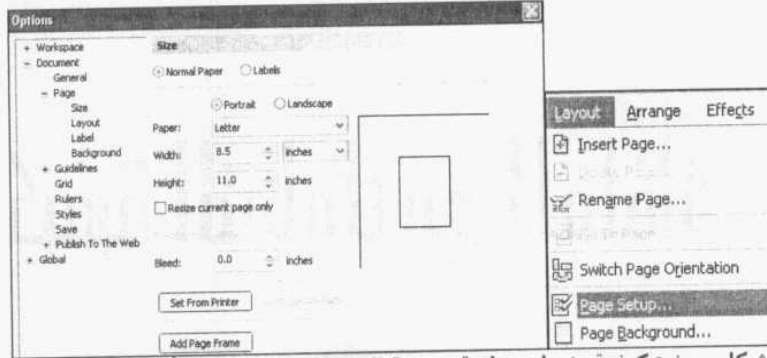 Options
+ Workspace
− Document
General
− Page
Size
Layout
Label
Background
+ Guidelines
Grid
Rulers
Styles
Save
+ Publish To The Web
+ Global
Size
Normal Paper Labels
Portrait Landscape
Paper: Letter
Width: 8.5 inches
Height: 11.0 inches
Resize current page only
Bleed: 0.0 inches
Set From Printer
Add Page Frame
Layout Arrange Effects
Insert Page...
Delete Page...
Rename Page...
Switch Page Orientation
Page Setup...
Page Background...